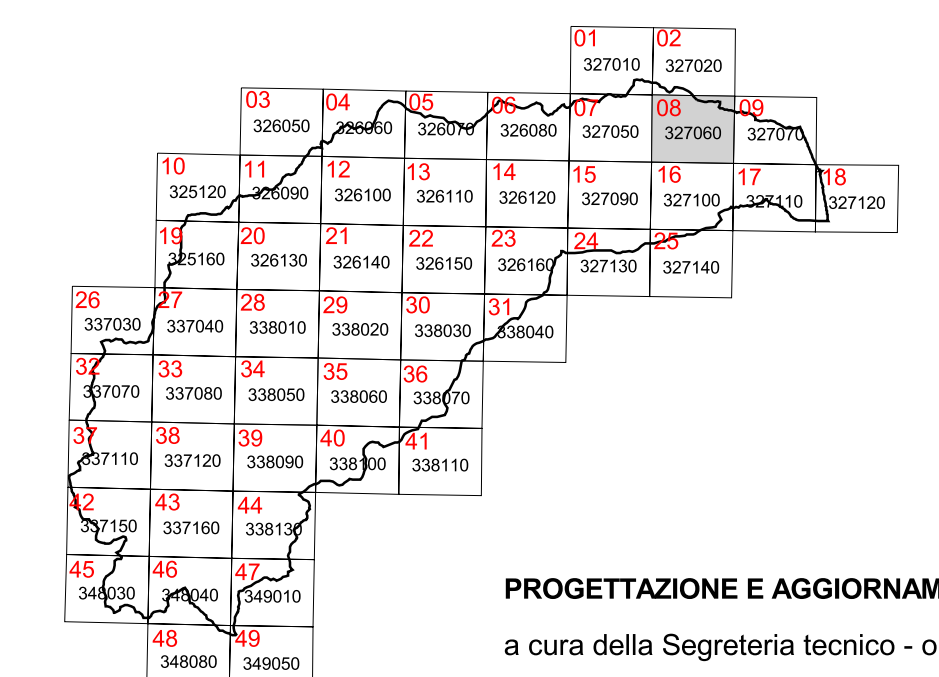 01 02
327010 327020
03 04 05 06 07 08 09
326050 326060 326070 326080 327050 327060 327070
10 11 12 13 14 15 16 17 18
325120 326090 326100 326110 326120 327090 327100 327110 327120
19 20 21 22 23 24 25
325160 326130 326140 326150 326160 327130 327140
26 27 28 29 30 31
337030 337040 338010 338020 338030 338040
32 33 34 35 36
337070 337080 338050 338060 338070
37 38 39 40 41
337110 337120 338090 338100 338110
42 43 44
337150 337160 338130
45 46 47
348030 348040 349010
48 49
348080 349050
PROGETTAZIONE E AGGIORNAM
a cura della Segreteria tecnico - o